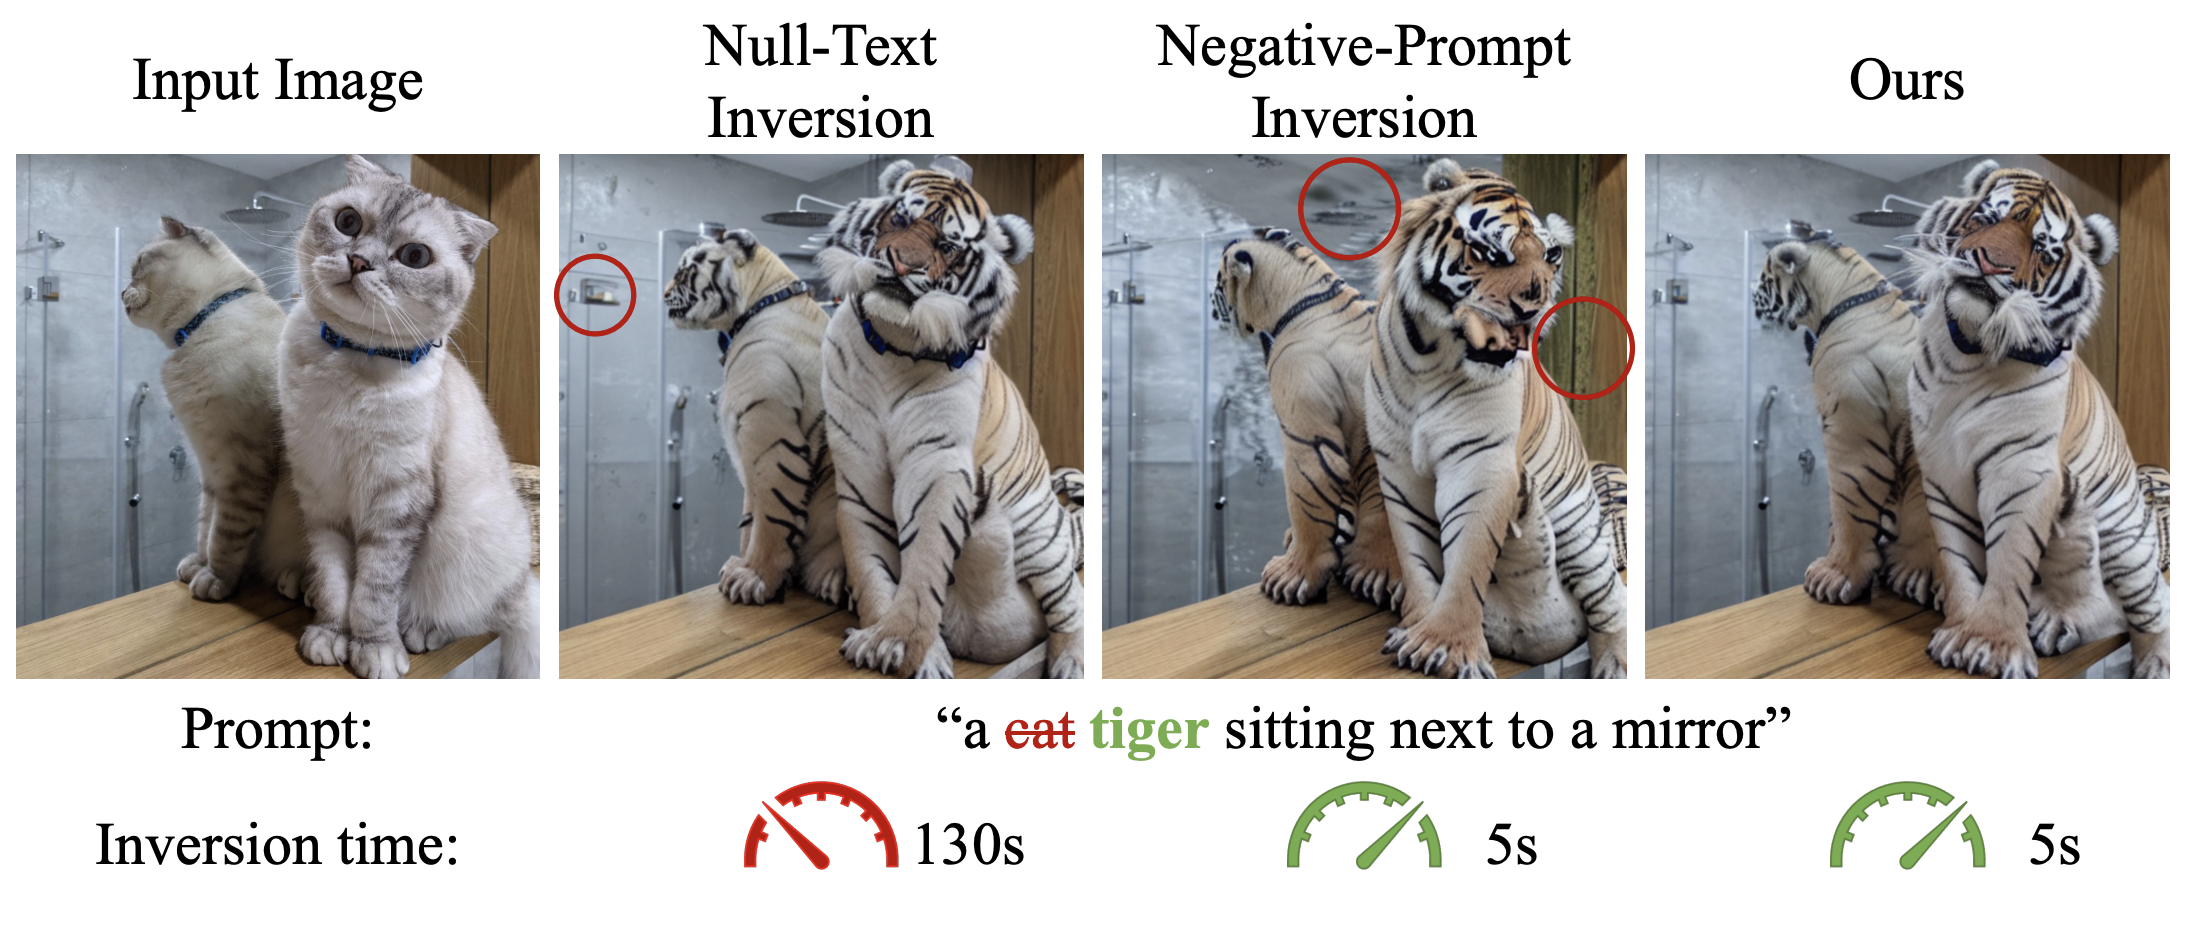 Input Image
Null-Text
Inversion
Negative-Prompt
Inversion
Ours
Prompt:
“a cat tiger sitting next to a mirror”
Inversion time:
130s
5s
5s